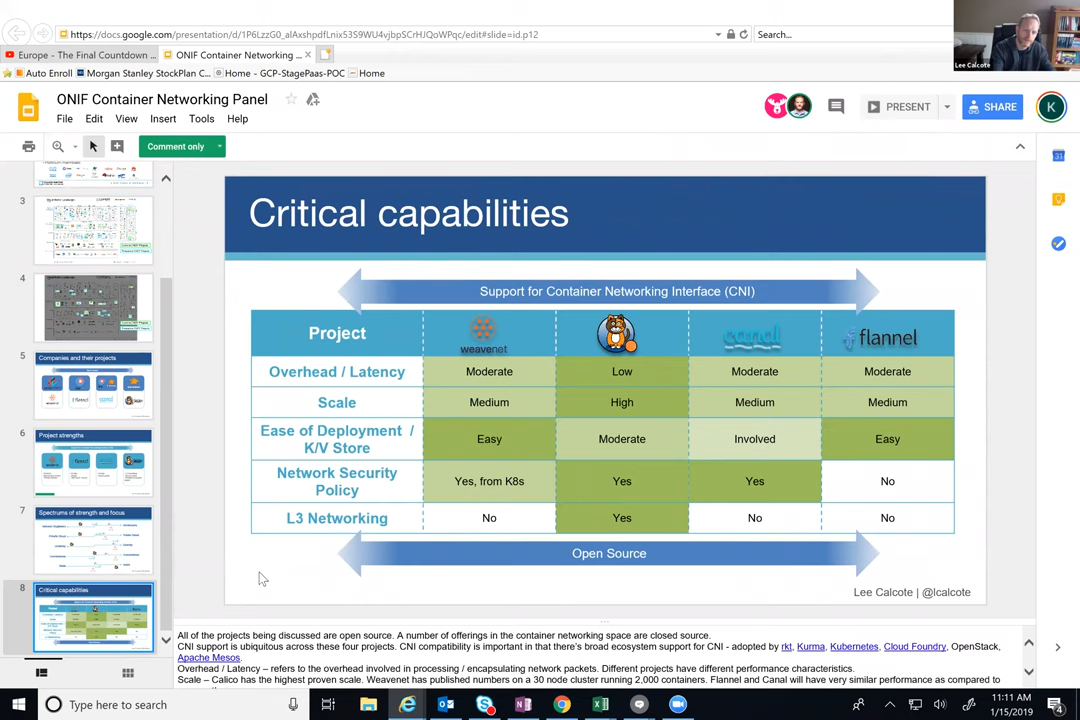 https://docs.google.com/presentation/d/1P6LzzG0_aIAxshpdfLnix53S9WU4vjbpSCrHJQoWPqc/edit#slide=id.p12
Search...
Europe - The Final Countdown ...
ONIF Container Networking ...
Auto Enroll
Morgan Stanley StockPlan C...
Home - GCP-StagePaas-POC
Home
Lee Calcote
ONIF Container Networking Panel
File Edit View Insert Tools Help
PRESENT
SHARE
K
Comment only
31
3
4
5
Companies and their projects
6
Project strengths
7
Spectrums of strength and focus
8
Critical capabilities
Critical capabilities
Support for Container Networking Interface (CNI)
Project
weavenet
canal
flannel
Overhead / Latency
Moderate
Low
Moderate
Moderate
Scale
Medium
High
Medium
Medium
Ease of Deployment /
K/V Store
Easy
Moderate
Involved
Easy
Network Security
Policy
Yes, from K8s
Yes
Yes
No
L3 Networking
No
Yes
No
No
Open Source
Lee Calcote | @lcalcote
All of the projects being discussed are open source. A number of offerings in the container networking space are closed source.
CNI support is ubiquitous across these four projects. CNI compatibility is important in that there's broad ecosystem support for CNI - adopted by rkt, Kurma, Kubernetes, Cloud Foundry, OpenStack,
Apache Mesos.
Overhead / Latency – refers to the overhead involved in processing / encapsulating network packets. Different projects have different performance characteristics.
Scale – Calico has the highest proven scale. Weavenet has published numbers on a 30 node cluster running 2,000 containers. Flannel and Canal will have very similar performance as compared to
Type here to search
11:11 AM
1/15/2019
4